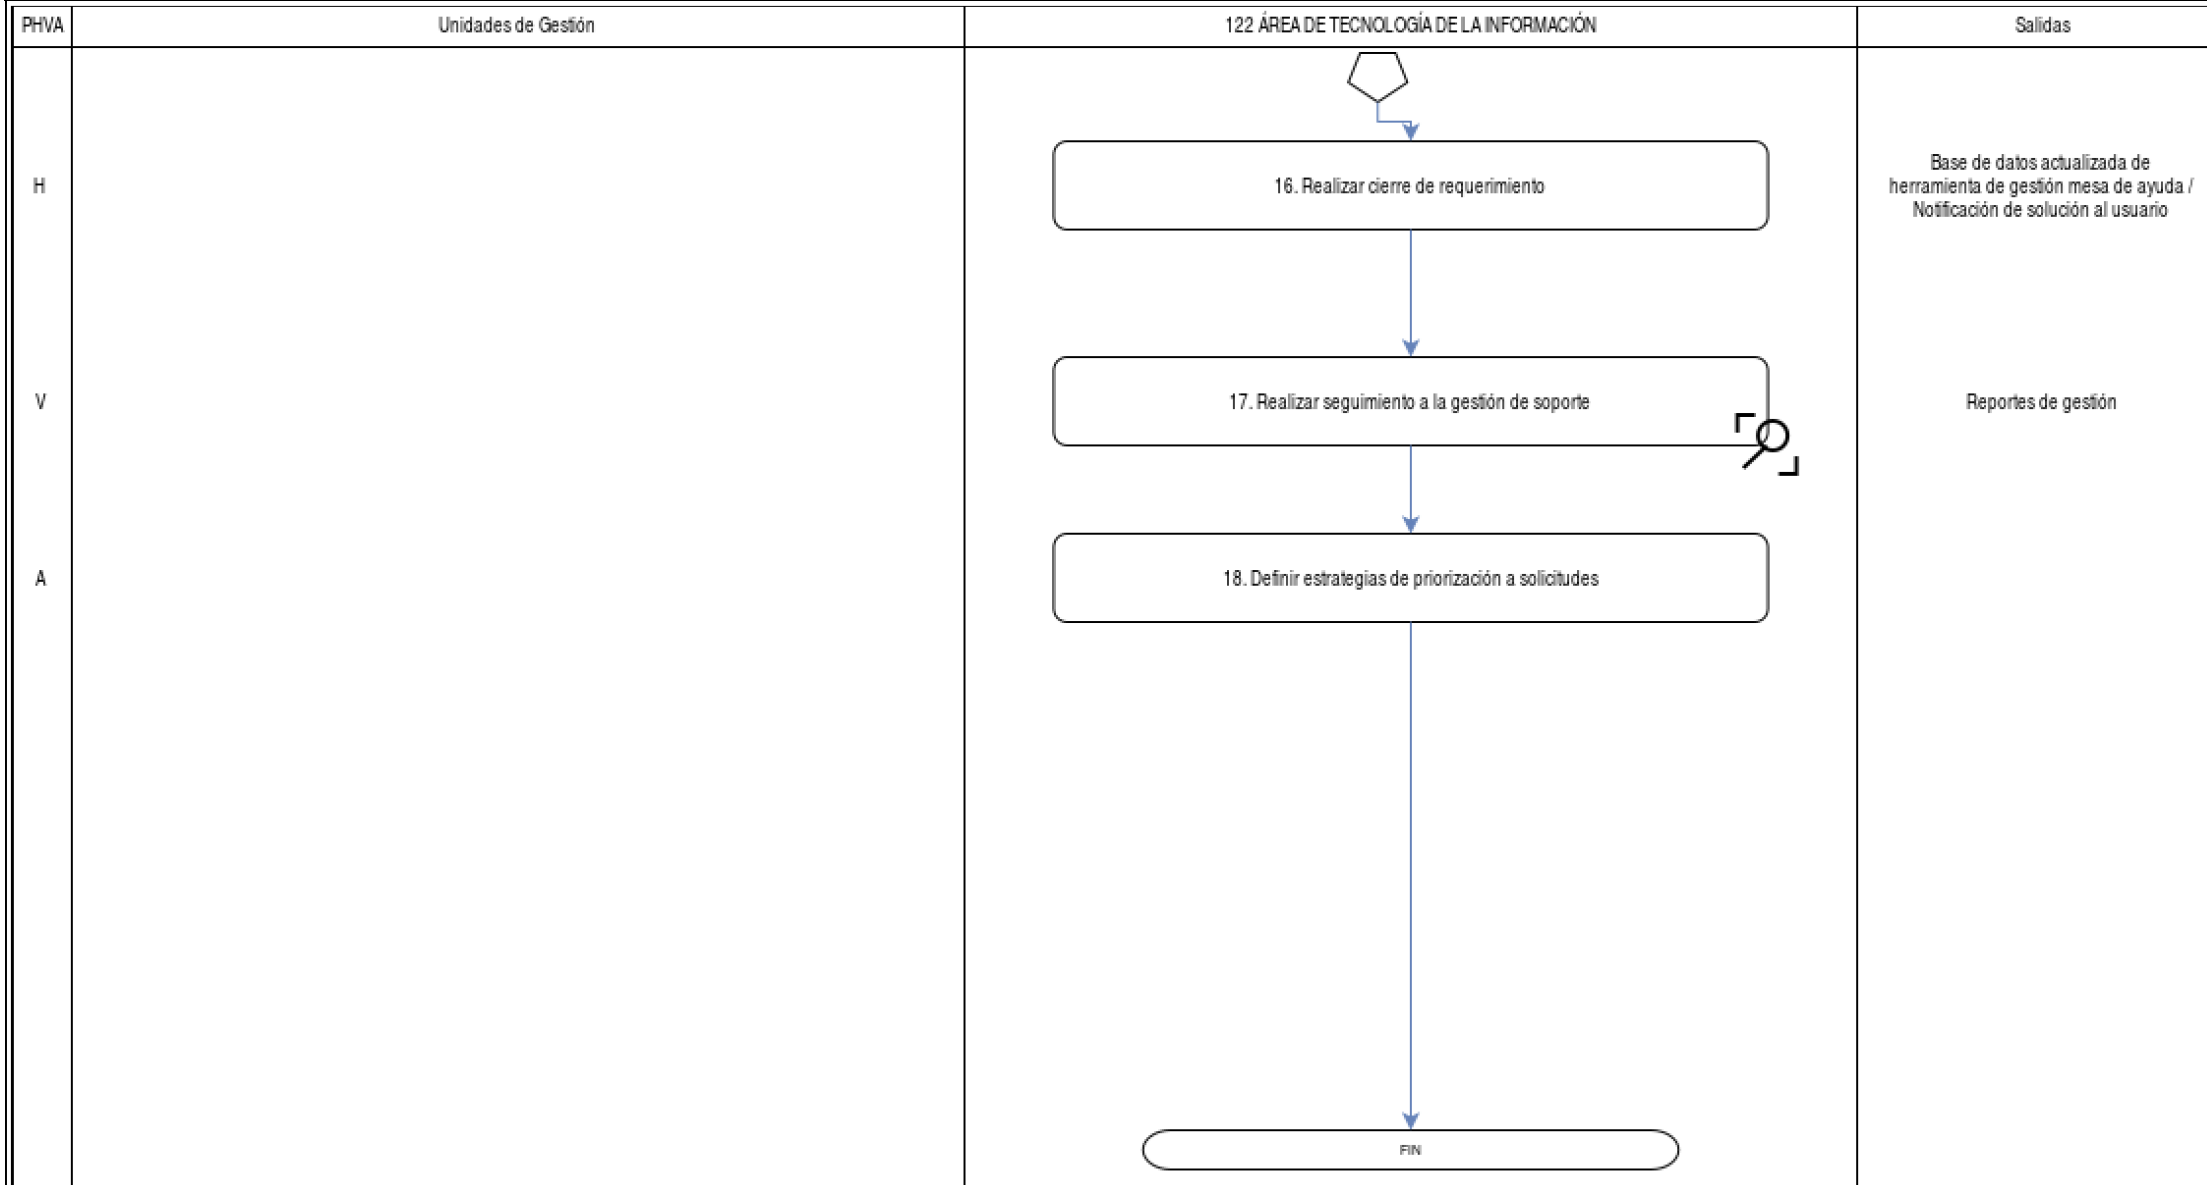 PHVA
Unidades de Gestión
122 ÁREA DE TECNOLOGÍA DE LA INFORMACIÓN
Salidas
H
16. Realizar cierre de requerimiento
Base de datos actualizada de
herramienta de gestión mesa de ayuda /
Notificación de solución al usuario
V
17. Realizar seguimiento a la gestión de soporte
Reportes de gestión
A
18. Definir estrategias de priorización a solicitudes
FIN